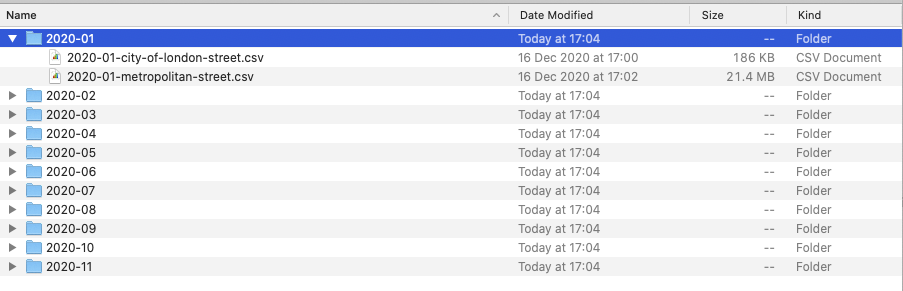 Name Date Modified Size Kind
2020-01 Today at 17:04 -- Folder
2020-01-city-of-london-street.csv 16 Dec 2020 at 17:00 186 KB CSV Document
2020-01-metropolitan-street.csv 16 Dec 2020 at 17:02 21.4 MB CSV Document
2020-02 Today at 17:04 -- Folder
2020-03 Today at 17:04 -- Folder
2020-04 Today at 17:04 -- Folder
2020-05 Today at 17:04 -- Folder
2020-06 Today at 17:04 -- Folder
2020-07 Today at 17:04 -- Folder
2020-08 Today at 17:04 -- Folder
2020-09 Today at 17:04 -- Folder
2020-10 Today at 17:04 -- Folder
2020-11 Today at 17:04 -- Folder